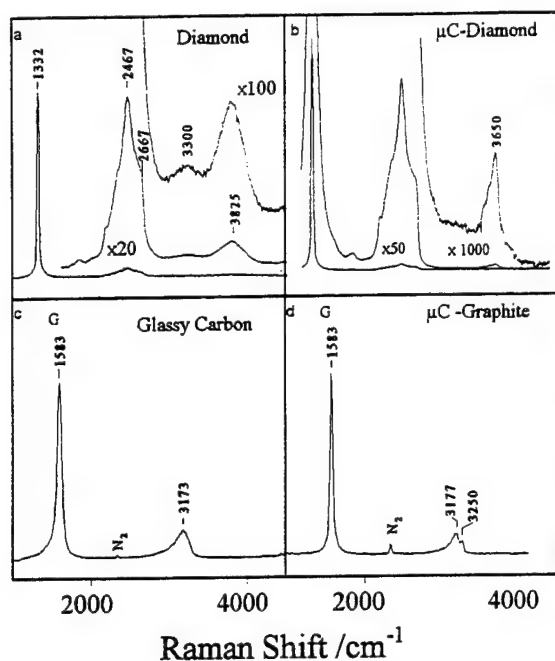 a
Diamond
1332
2467
2667
3300
3825
x100
x20
b
μC-Diamond
3650
x50
x 1000
c
G
Glassy Carbon
1583
N2
3173
d
G
μC -Graphite
1583
N2
3177
3250
2000
4000
2000
4000
Raman Shift /cm-1